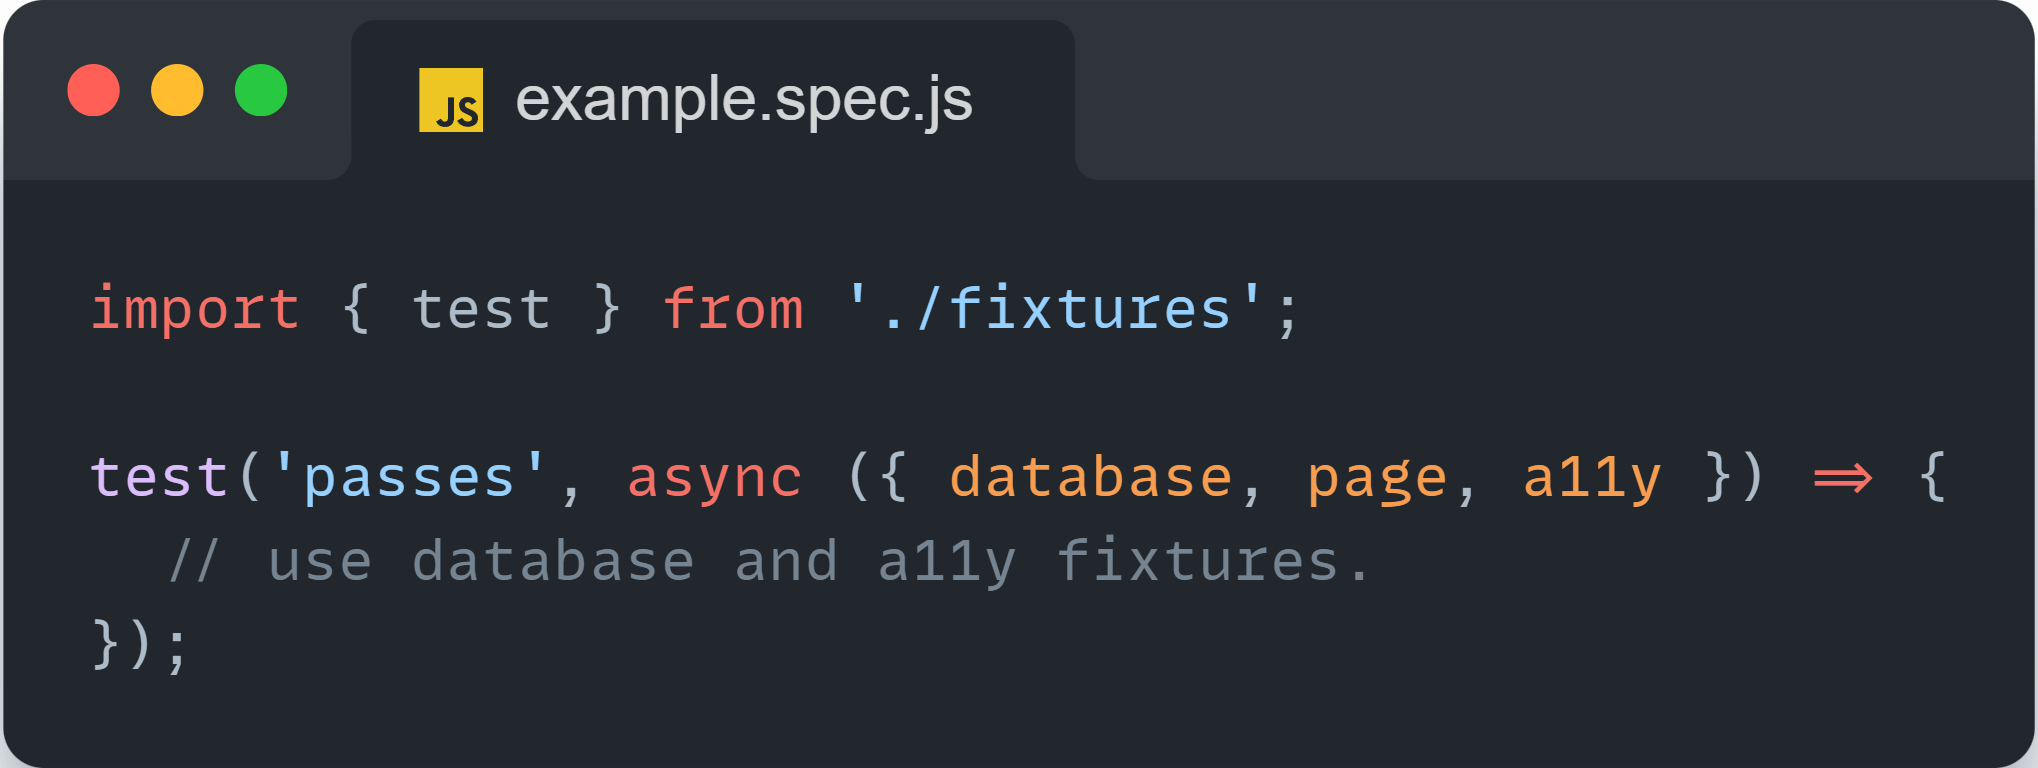 JS example.spec.js
import { test } from './fixtures';
test('passes', async ({ database, page, a11y }) => {
// use database and a11y fixtures.
});